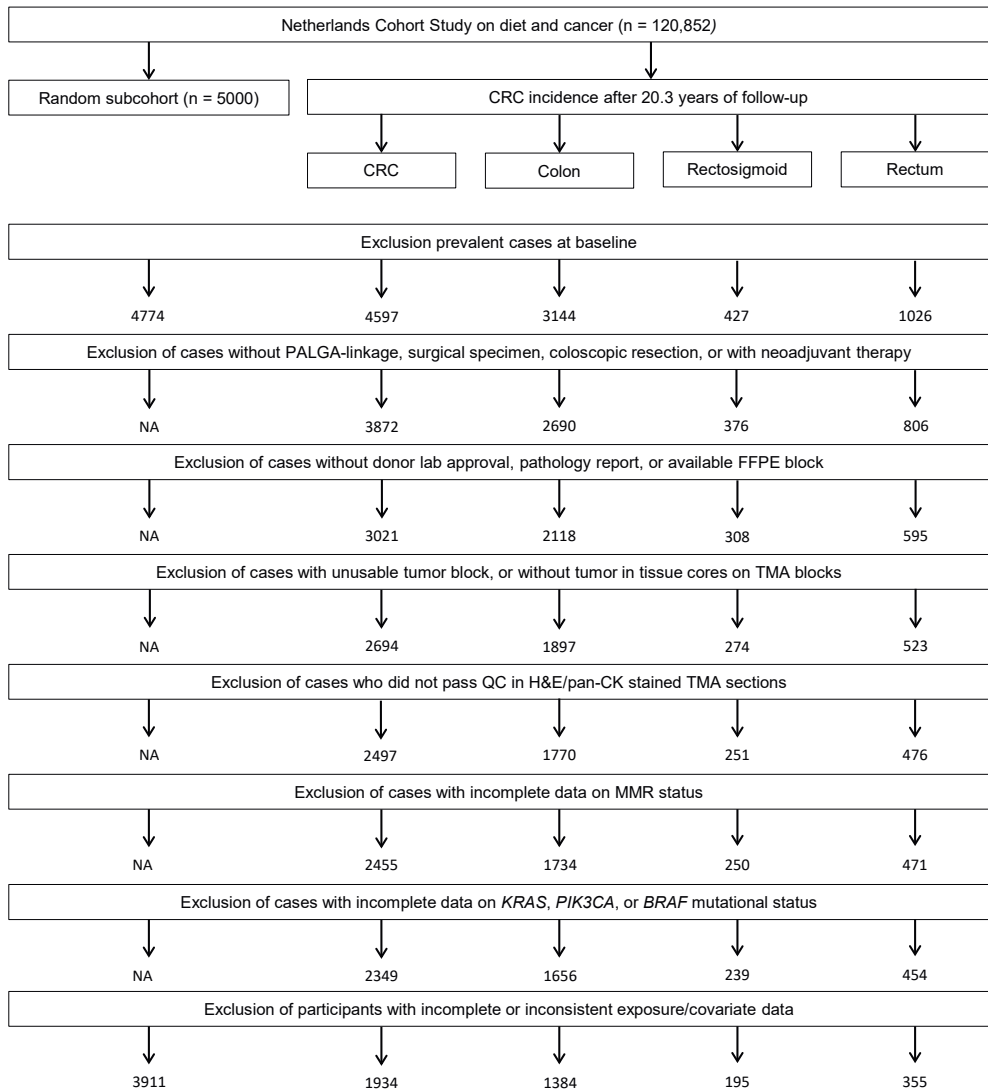 Netherlands Cohort Study on diet and cancer (n = 120,852)
Random subcohort (n = 5000)
CRC incidence after 20.3 years of follow-up
CRC Colon Rectosigmoid Rectum
Exclusion prevalent cases at baseline
4774 4597 3144 427 1026
Exclusion of cases without PALGA-linkage, surgical specimen, coloscopic resection, or with neoadjuvant therapy
NA 3872 2690 376 806
Exclusion of cases without donor lab approval, pathology report, or available FFPE block
NA 3021 2118 308 595
Exclusion of cases with unusable tumor block, or without tumor in tissue cores on TMA blocks
NA 2694 1897 274 523
Exclusion of cases who did not pass QC in H&E/pan-CK stained TMA sections
NA 2497 1770 251 476
Exclusion of cases with incomplete data on MMR status
NA 2455 1734 250 471
Exclusion of cases with incomplete data on KRAS, PIK3CA, or BRAF mutational status
NA 2349 1656 239 454
Exclusion of participants with incomplete or inconsistent exposure/covariate data
3911 1934 1384 195 355